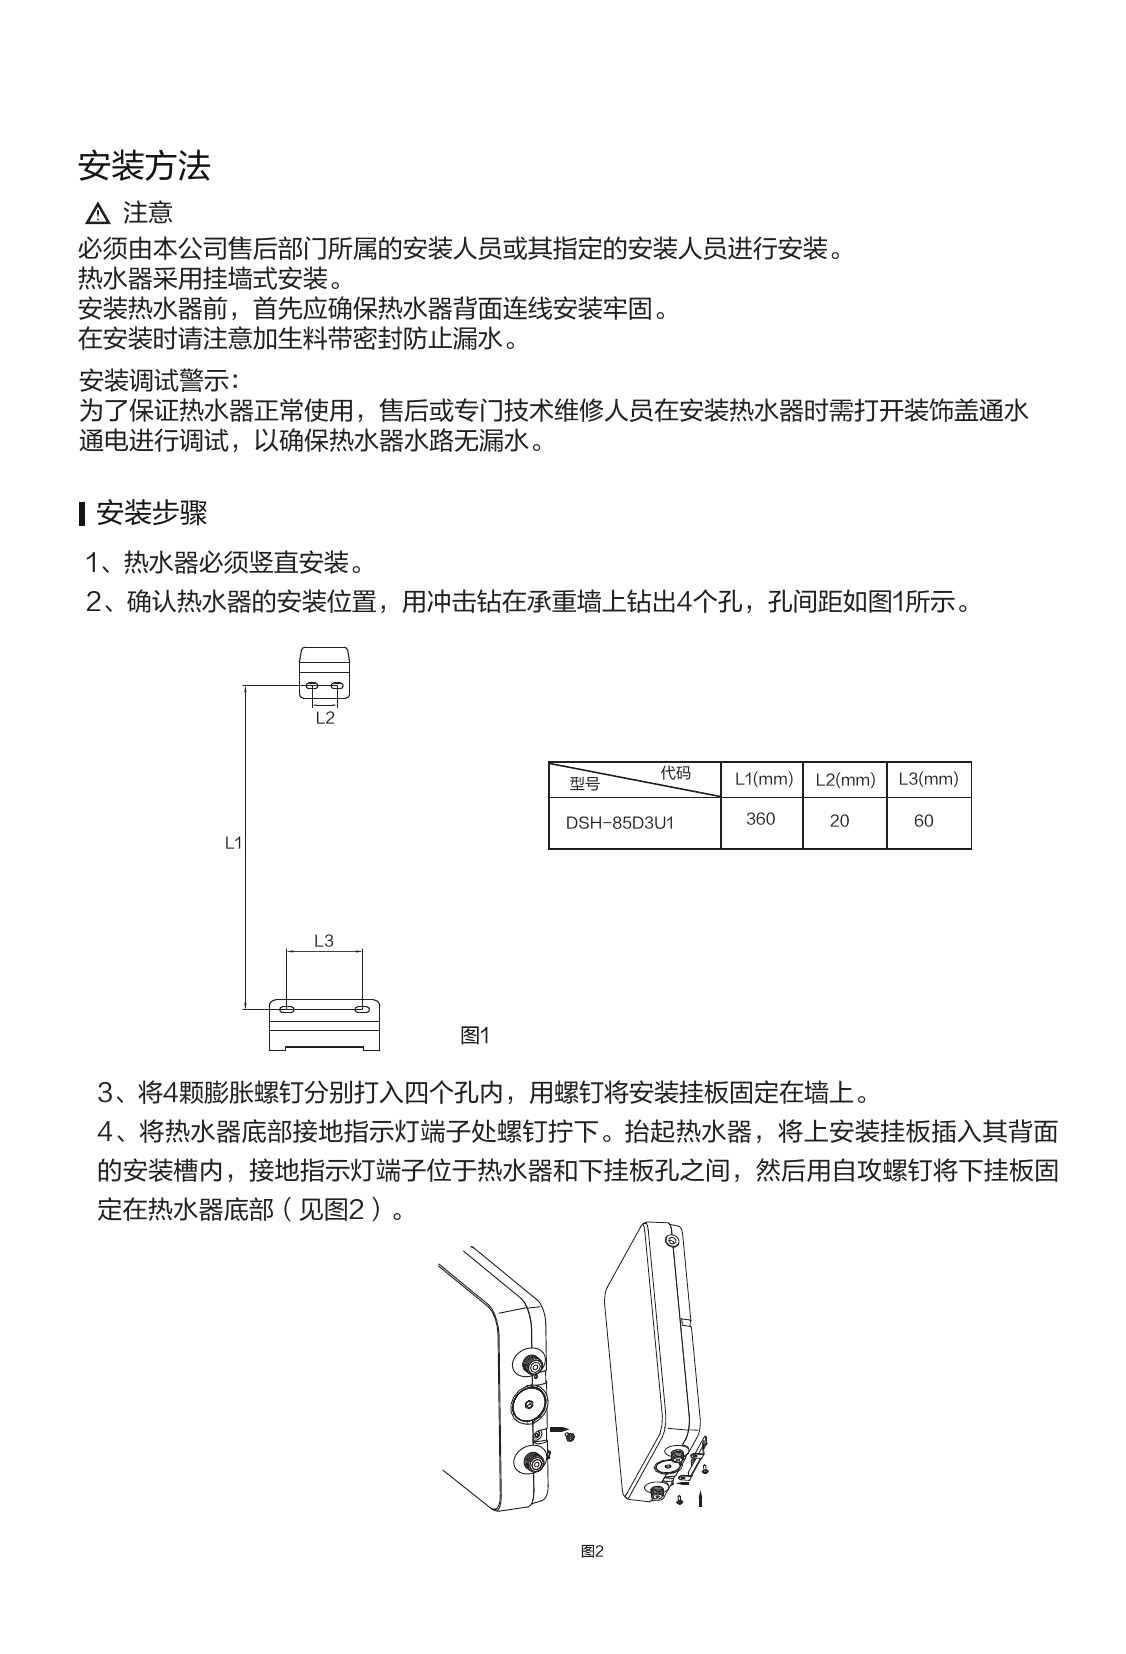 安装方法
注意
必须由本公司售后部门所属的安装人员或其指定的安装人员进行安装。
热水器采用挂墙式安装。
安装热水器前，首先应确保热水器背面连线安装牢固。
在安装时请注意加生料带密封防止漏水。
安装调试警示：
为了保证热水器正常使用，售后或专门技术维修人员在安装热水器时需打开装饰盖通水
通电进行调试，以确保热水器水路无漏水。
安装步骤
1、热水器必须竖直安装。
2、确认热水器的安装位置，用冲击钻在承重墙上钻出4个孔，孔间距如图1所示。
L2
代码
型号
L1(mm) L2(mm) L3(mm)
DSH-85D3U1 360 20 60
L1
L3
图1
3、将4颗膨胀螺钉分别打入四个孔内，用螺钉将安装挂板固定在墙上。
4、将热水器底部接地指示灯端子处螺钉拧下。抬起热水器，将上安装挂板插入其背面
的安装槽内，接地指示灯端子位于热水器和下挂板孔之间，然后用自攻螺钉将下挂板固
定在热水器底部（见图2）。
图2